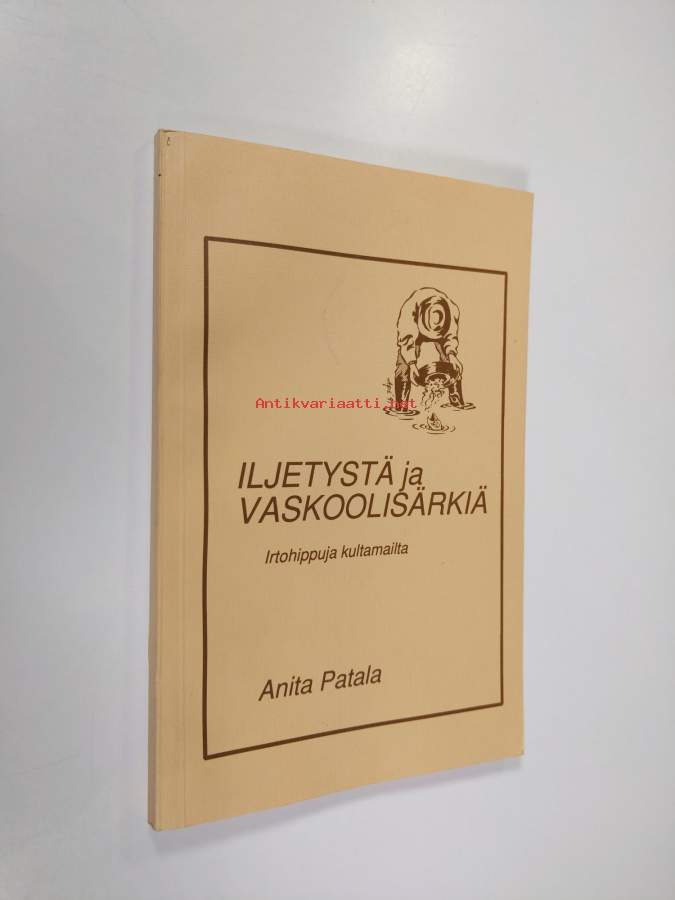 Antikvariaatti.net
ILJETYSTÄ ja
VASKOOLISÄRKIÄ
Irtohippuja kultamailta
Anita Patala